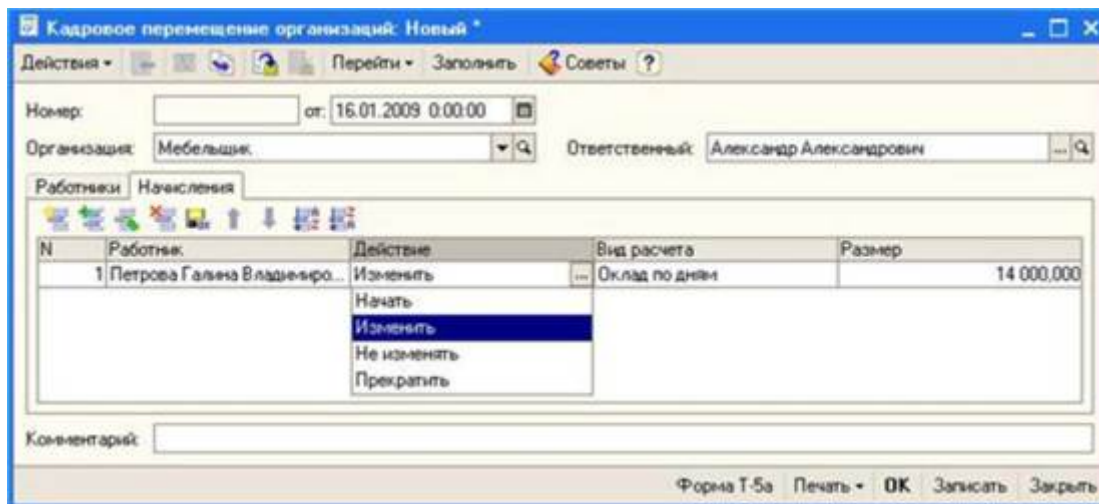 Кадровое перемещение организаций: Новый *
Действия Перейти Заполнить Советы ?
Номер: от: 16.01.2009 0:00:00
Организация: Мебельщик Ответственный: Александр Александрович ...
Работники Начисления
N Работник Действие Вид расчета Размер
1 Петрова Галина Владимиро... Изменить ... Оклад по дням 14 000,000
Начать
Изменить
Не изменять
Прекратить
Комментарий:
Форма Т-5а Печать OK Записать Закрыть